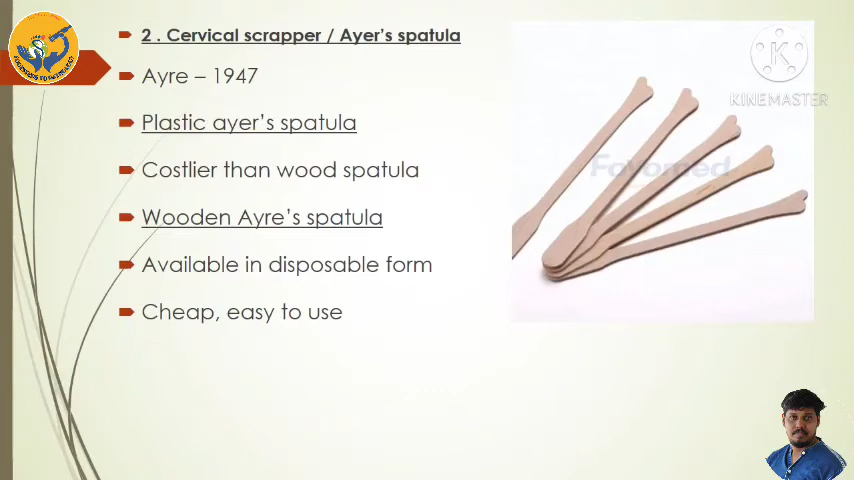 2 . Cervical scrapper / Ayer's spatula
Ayre – 1947
Plastic ayer's spatula
Costlier than wood spatula
Wooden Ayre's spatula
Available in disposable form
Cheap, easy to use
Favomed
K
KINEMASTER